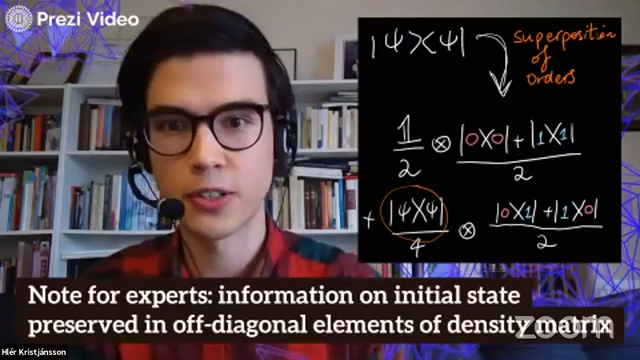 Prezi Video
|Ψ⟩⟨Ψ|
superposition
of
orders
𝟙/2 ⊗ (|0⟩⟨0| + |1⟩⟨1|)/2
+ |Ψ⟩⟨Ψ|/4 ⊗ (|0⟩⟨1| + |1⟩⟨0|)/2
Note for experts: information on initial state
preserved in off-diagonal elements of density matrix
zoom
Hlér Kristjánsson